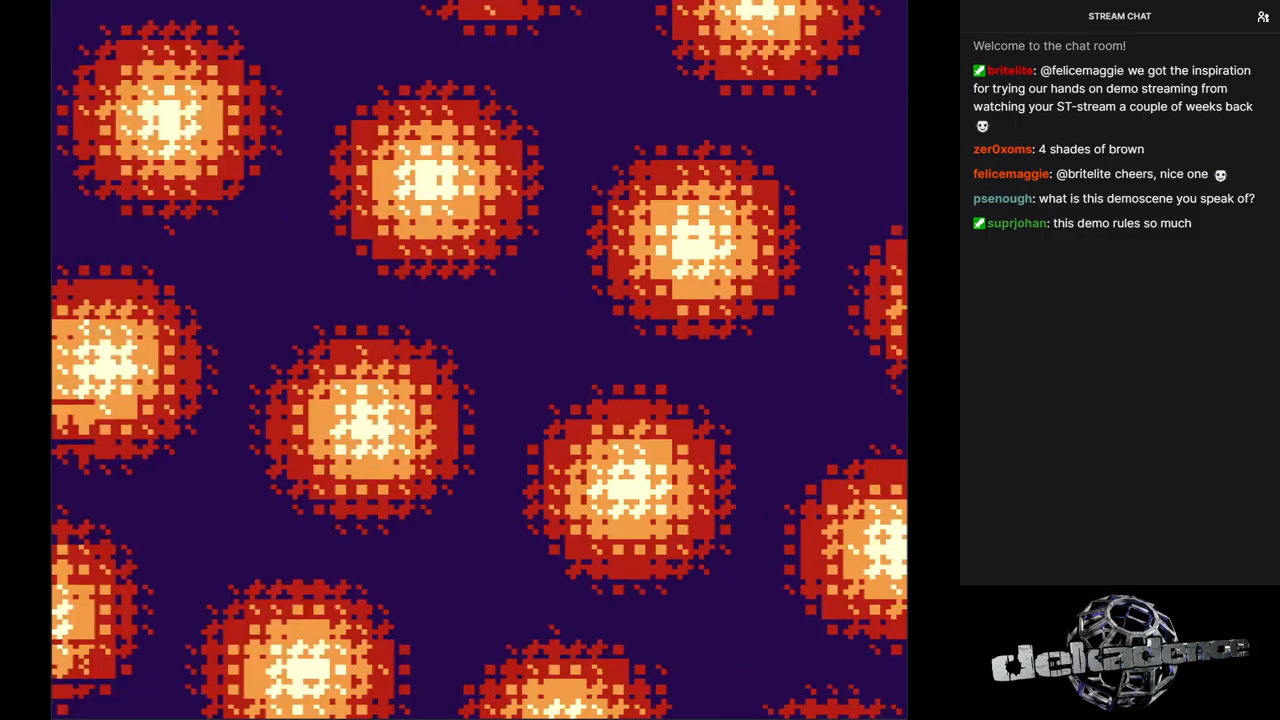 STREAM CHAT
Welcome to the chat room!
britelite: @felicemaggie we got the inspiration
for trying our hands on demo streaming from
watching your ST-stream a couple of weeks back
zer0xoms: 4 shades of brown
felicemaggie: @britelite cheers, nice one
psenough: what is this demoscene you speak of?
suprjohan: this demo rules so much
dekadence